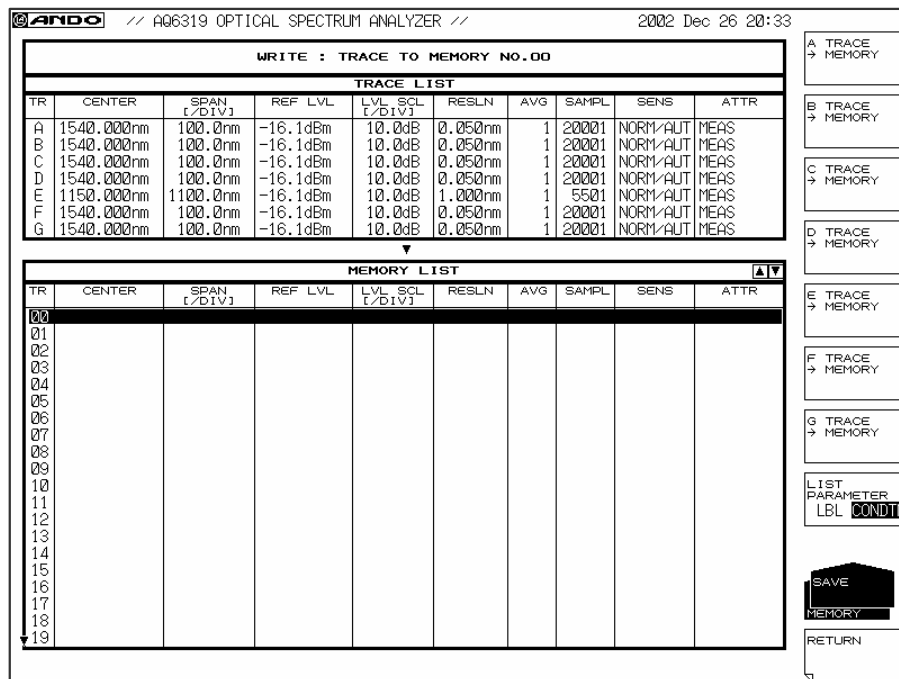 ANDO // AQ6319 OPTICAL SPECTRUM ANALYZER // 2002 Dec 26 20:33
WRITE : TRACE TO MEMORY NO.00
TRACE LIST
TR CENTER SPAN [/DIV] REF LVL LVL SCL [/DIV] RESLN AVG SAMPL SENS ATTR
A 1540.000nm 100.0nm -16.1dBm 10.0dB 0.050nm 1 20001 NORM/AUT MEAS
B 1540.000nm 100.0nm -16.1dBm 10.0dB 0.050nm 1 20001 NORM/AUT MEAS
C 1540.000nm 100.0nm -16.1dBm 10.0dB 0.050nm 1 20001 NORM/AUT MEAS
D 1540.000nm 100.0nm -16.1dBm 10.0dB 0.050nm 1 20001 NORM/AUT MEAS
E 1150.000nm 1100.0nm -16.1dBm 10.0dB 1.000nm 1 5501 NORM/AUT MEAS
F 1540.000nm 100.0nm -16.1dBm 10.0dB 0.050nm 1 20001 NORM/AUT MEAS
G 1540.000nm 100.0nm -16.1dBm 10.0dB 0.050nm 1 20001 NORM/AUT MEAS
▼
MEMORY LIST ▲▼
TR CENTER SPAN [/DIV] REF LVL LVL SCL [/DIV] RESLN AVG SAMPL SENS ATTR
00
01
02
03
04
05
06
07
08
09
10
11
12
13
14
15
16
17
18
▼19
A TRACE
→ MEMORY
B TRACE
→ MEMORY
C TRACE
→ MEMORY
D TRACE
→ MEMORY
E TRACE
→ MEMORY
F TRACE
→ MEMORY
G TRACE
→ MEMORY
LIST
PARAMETER
LBL CONDT
SAVE
MEMORY
RETURN